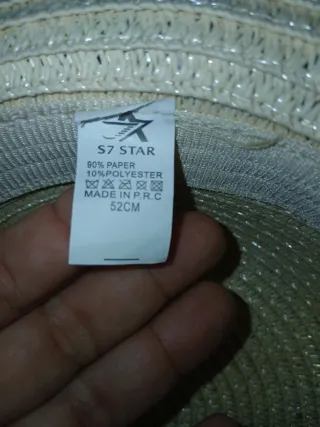 S7 STAR
90% PAPER
10%POLYESTER
MADE IN P.R.C
52CM